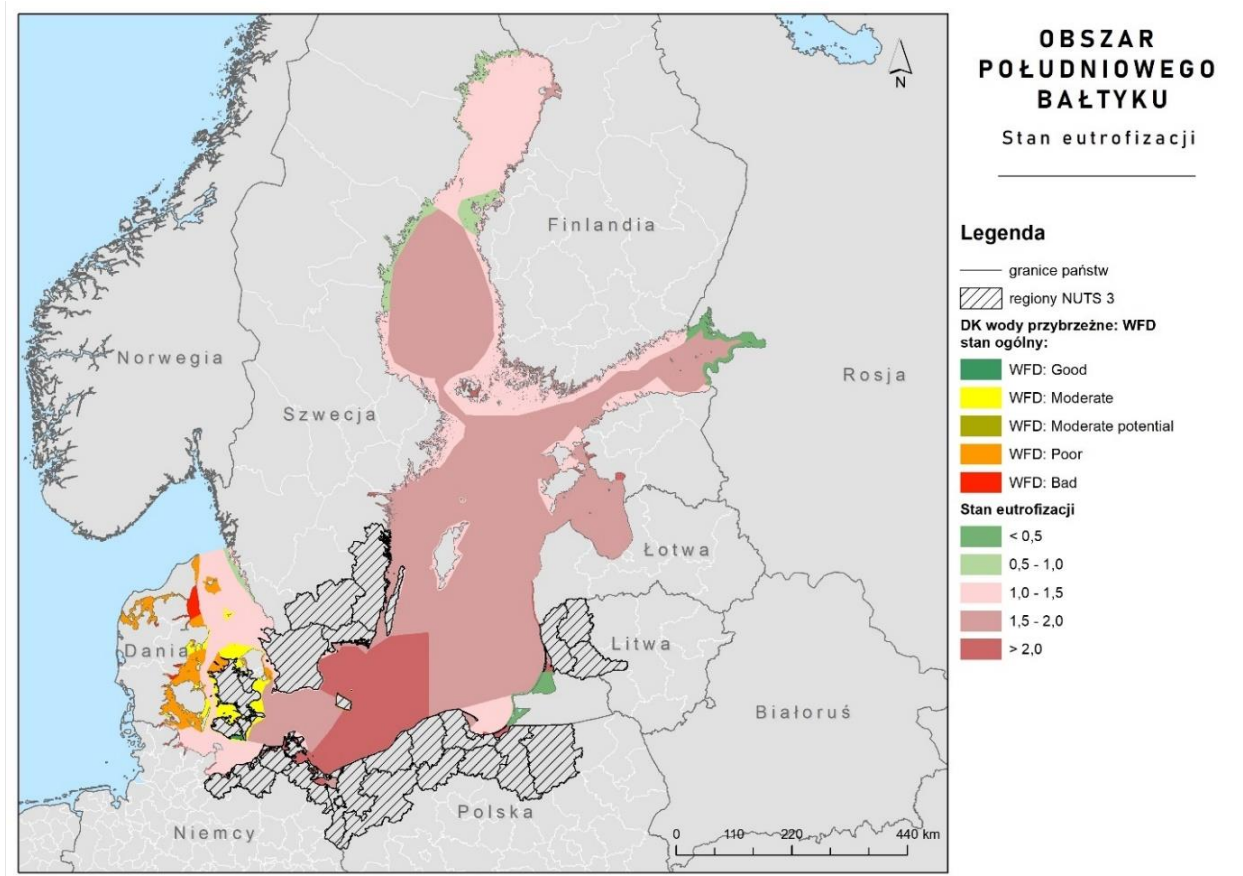 OBSZAR
POŁUDNIOWEGO
BAŁTYKU
Stan eutrofizacji
N
Finlandia
Norwegia
Szwecja
Rosja
Łotwa
Litwa
Dania
Białoruś
Polska
Niemcy
0 110 220 440 km
Legenda
granice państw
regiony NUTS 3
DK wody przybrzeżne: WFD
stan ogólny:
WFD: Good
WFD: Moderate
WFD: Moderate potential
WFD: Poor
WFD: Bad
Stan eutrofizacji
< 0,5
0,5 - 1,0
1,0 - 1,5
1,5 - 2,0
> 2,0